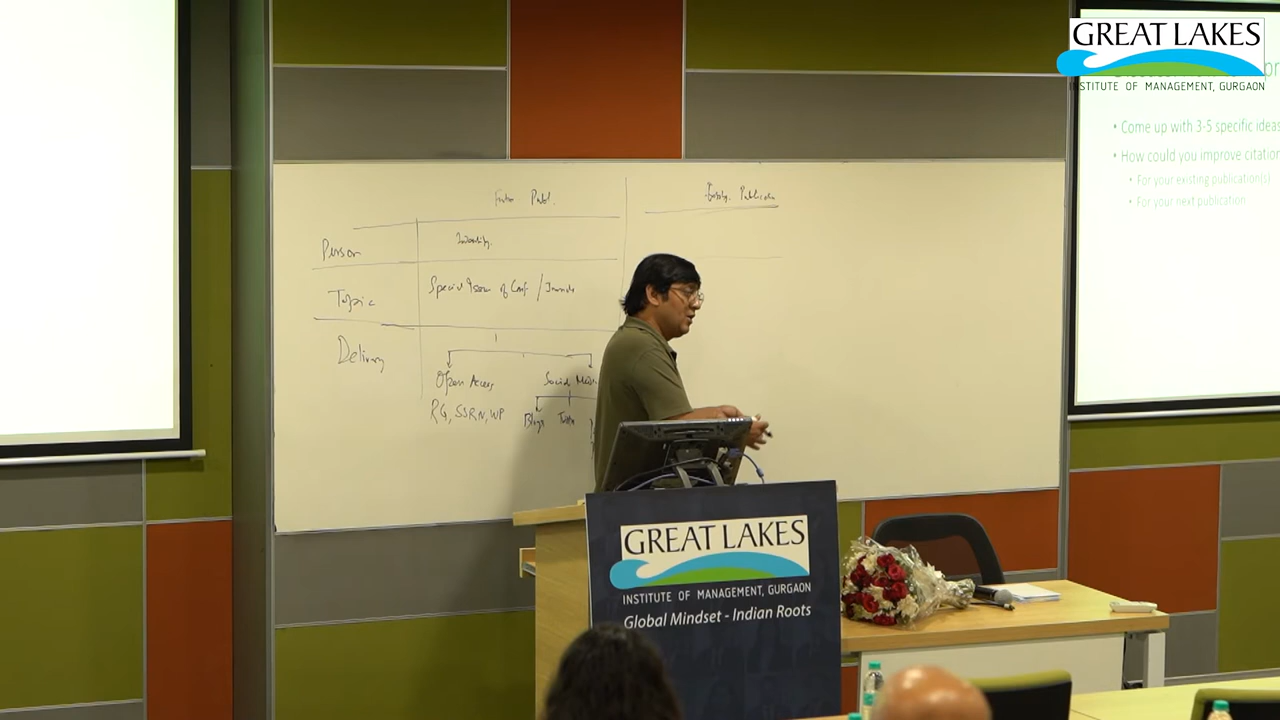 GREAT LAKES
INSTITUTE OF MANAGEMENT, GURGAON
• Come up with 3-5 specific ideas
• How could you improve citation
• For your existing publication(s)
• For your next publication
Publ.
Person
Topic
Special Issue of Conf /
Delivery
Open Access
Social
RG, SSRN, WP
Blogs
GREAT LAKES
INSTITUTE OF MANAGEMENT, GURGAON
Global Mindset - Indian Roots